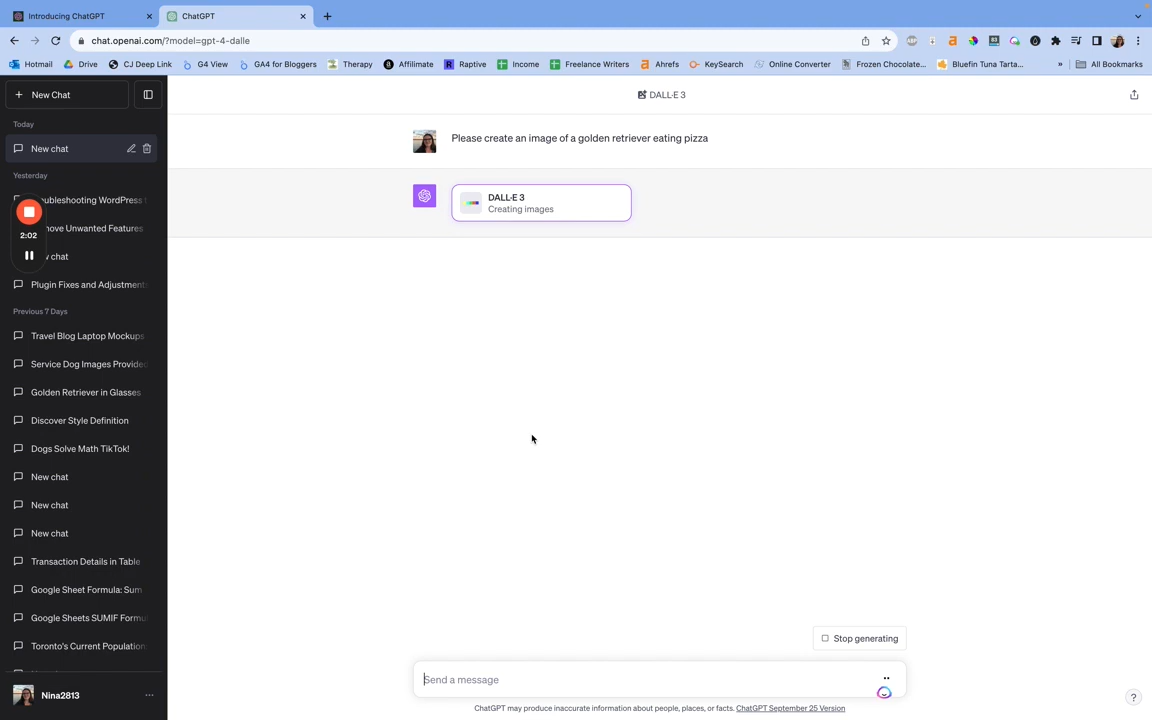 Introducing ChatGPT
ChatGPT
chat.openai.com/?model=gpt-4-dalle
Hotmail
Drive
CJ Deep Link
G4 View
GA4 for Bloggers
Therapy
Affilimate
Raptive
Income
Freelance Writers
Ahrefs
KeySearch
Online Converter
Frozen Chocolate...
Bluefin Tuna Tarta...
»
All Bookmarks
+ New Chat
DALL·E 3
Today
New chat
Please create an image of a golden retriever eating pizza
Yesterday
ubleshooting WordPress
DALL·E 3
Creating images
2:02
ove Unwanted Features
chat
Plugin Fixes and Adjustment
Previous 7 Days
Travel Blog Laptop Mockups
Service Dog Images Provided
Golden Retriever in Glasses
Discover Style Definition
Dogs Solve Math TikTok!
New chat
New chat
New chat
Transaction Details in Table
Google Sheet Formula: Sum
Google Sheets SUMIF Formu
Toronto's Current Population
Stop generating
Send a message
Nina2813
ChatGPT may produce inaccurate information about people, places, or facts. ChatGPT September 25 Version
?